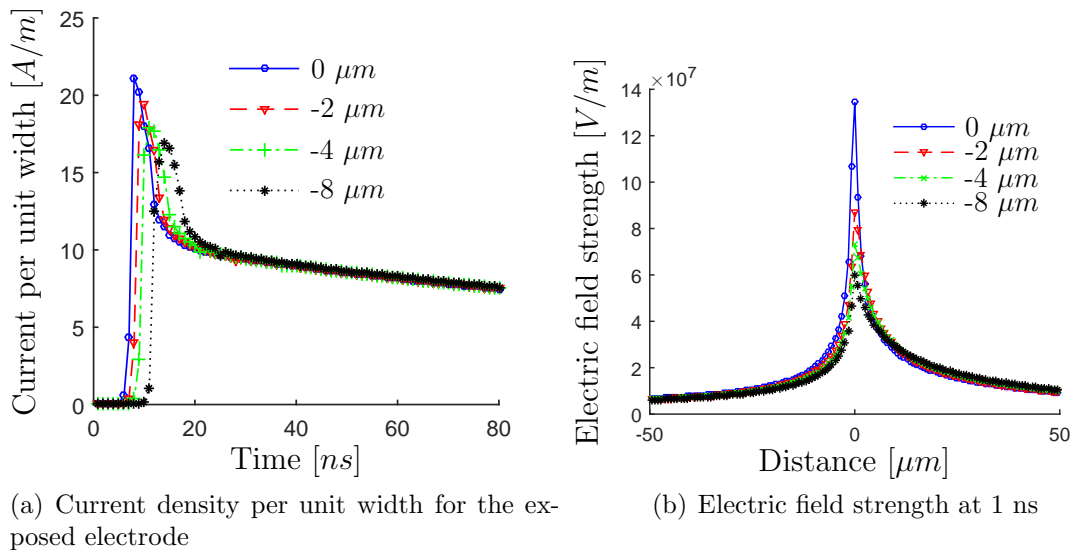 Current per unit width [A/m]
25
20
15
10
5
0
0 μm
-2 μm
-4 μm
-8 μm
0
20
40
60
80
Time [ns]
(a) Current density per unit width for the ex-
posed electrode
Electric field strength [V/m]
×10⁷
14
12
10
8
6
4
2
0
0 μm
-2 μm
-4 μm
-8 μm
-50
0
50
Distance [μm]
(b) Electric field strength at 1 ns